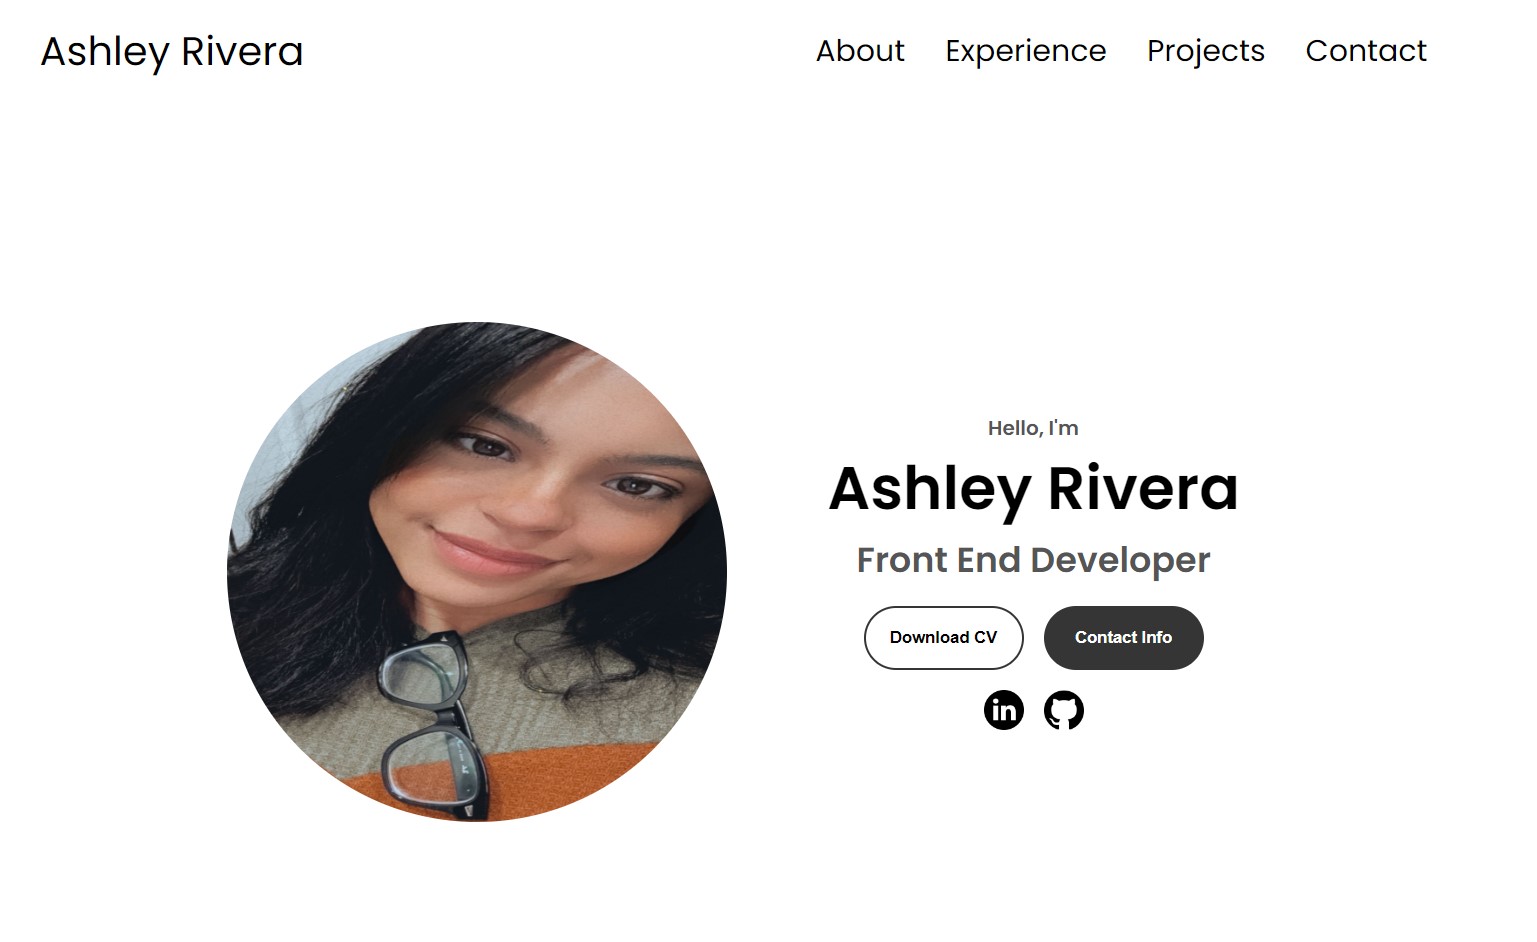 Ashley Rivera
About Experience Projects Contact
Hello, I'm
Ashley Rivera
Front End Developer
Download CV Contact Info
in